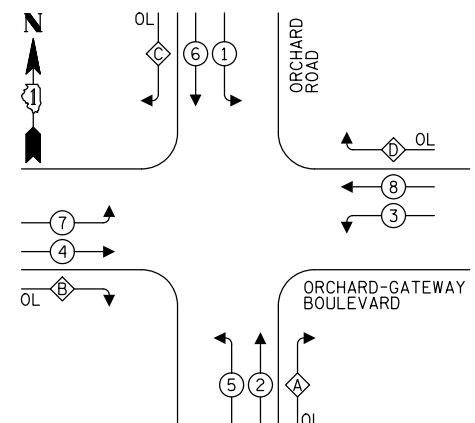 N
1
OL
C
6
1
ORCHARD
ROAD
D
OL
8
3
7
4
B
OL
ORCHARD-GATEWAY
BOULEVARD
5
2
A
OL